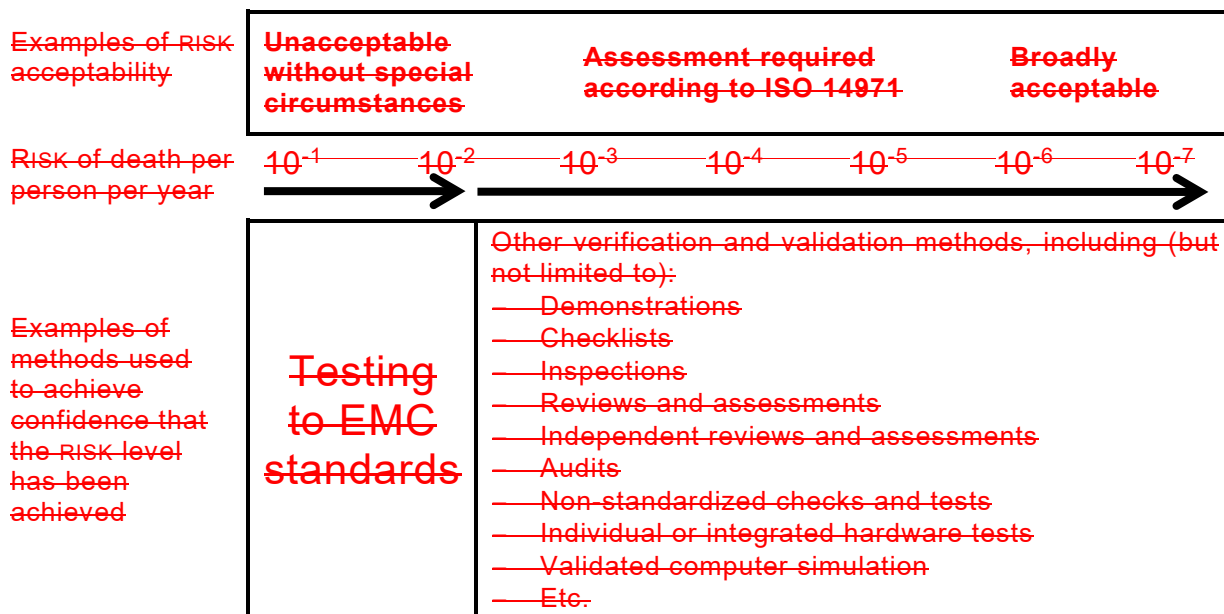 Examples of RISK
acceptability
Unacceptable
without special
circumstances
Assessment required
according to ISO 14971
Broadly
acceptable
RISK of death per
person per year
10⁻¹ 10⁻² 10⁻³ 10⁻⁴ 10⁻⁵ 10⁻⁶ 10⁻⁷
Examples of
methods used
to achieve
confidence that
the RISK level
has been
achieved
Testing
to EMC
standards
Other verification and validation methods, including (but
not limited to):
– Demonstrations
– Checklists
– Inspections
– Reviews and assessments
– Independent reviews and assessments
– Audits
– Non-standardized checks and tests
– Individual or integrated hardware tests
– Validated computer simulation
– Etc.